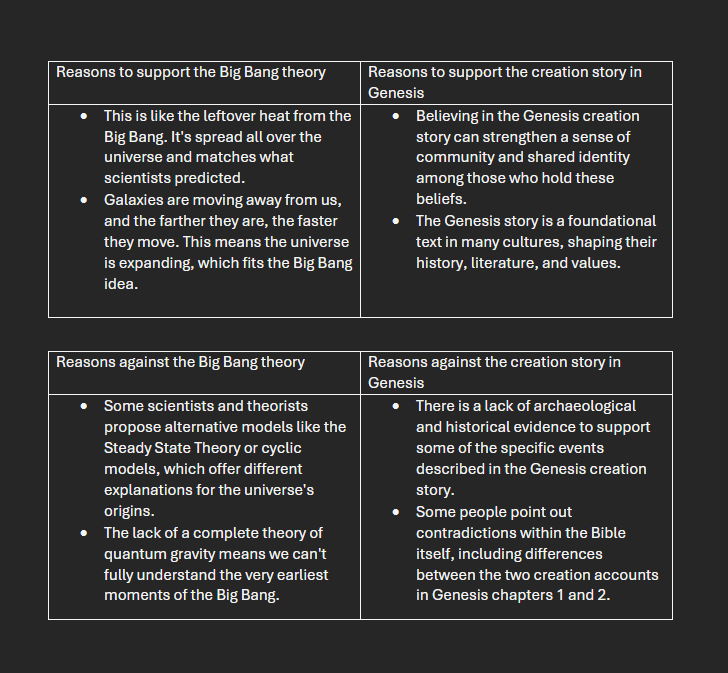 Reasons to support the Big Bang theory
Reasons to support the creation story in
Genesis
• This is like the leftover heat from the
Big Bang. It's spread all over the
universe and matches what
scientists predicted.
• Galaxies are moving away from us,
and the farther they are, the faster
they move. This means the universe
is expanding, which fits the Big Bang
idea.
• Believing in the Genesis creation
story can strengthen a sense of
community and shared identity
among those who hold these
beliefs.
• The Genesis story is a foundational
text in many cultures, shaping their
history, literature, and values.
Reasons against the Big Bang theory
Reasons against the creation story in
Genesis
• Some scientists and theorists
propose alternative models like the
Steady State Theory or cyclic
models, which offer different
explanations for the universe's
origins.
• The lack of a complete theory of
quantum gravity means we can't
fully understand the very earliest
moments of the Big Bang.
• There is a lack of archaeological
and historical evidence to support
some of the specific events
described in the Genesis creation
story.
• Some people point out
contradictions within the Bible
itself, including differences
between the two creation accounts
in Genesis chapters 1 and 2.